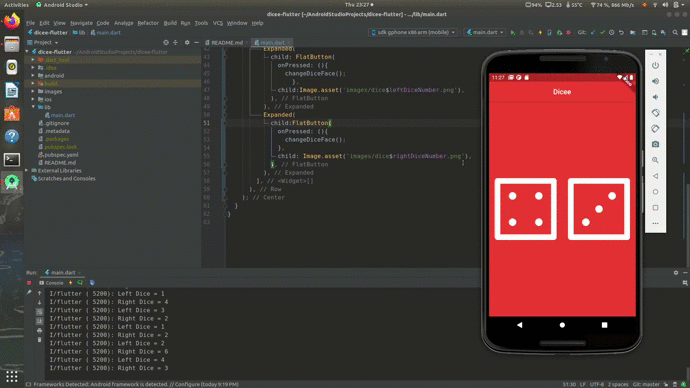 Activities
Android Studio
Thu 23:27
94%
2.53
55°C
74 %, 866 M/s
dicee-flutter [~/AndroidStudioProjects/dicee-flutter] - .../lib/main.dart
File Edit View Navigate Code Analyze Refactor Build Run Tools VCS Window Help
sdk gphone x86 arm (mobile)
main.dart
Git:
Project
README.md
main.dart
dicee-flutter ~/AndroidStudioProjects/dicee-flutter
.dart_tool
.idea
android
build
images
ios
lib
main.dart
.gitignore
.metadata
.packages
pubspec.lock
pubspec.yaml
README.md
External Libraries
Scratches and Consoles
Expanded(
child: FlatButton(
onPressed: (){
changeDiceFace();
},
child:Image.asset('images/dice$leftDiceNumber.png'),
), // FlatButton
), // Expanded
Expanded(
child:FlatButton(
onPressed: (){
changeDiceFace();
},
child: Image.asset('images/dice$rightDiceNumber.png'),
), // FlatButton
), // Expanded
], // <Widget>[]
), // Row
); // Center
}
}
11:27
Dicee
Run:
main.dart
Console
I/flutter ( 5200): Left Dice = 1
I/flutter ( 5200): Right Dice = 4
I/flutter ( 5200): Left Dice = 3
I/flutter ( 5200): Right Dice = 2
I/flutter ( 5200): Left Dice = 1
I/flutter ( 5200): Right Dice = 2
I/flutter ( 5200): Left Dice = 2
I/flutter ( 5200): Right Dice = 6
I/flutter ( 5200): Left Dice = 4
I/flutter ( 5200): Right Dice = 3
Frameworks Detected: Android framework is detected. // Configure (today 9:19 PM)
51:30 LF UTF-8 2 spaces Git: master